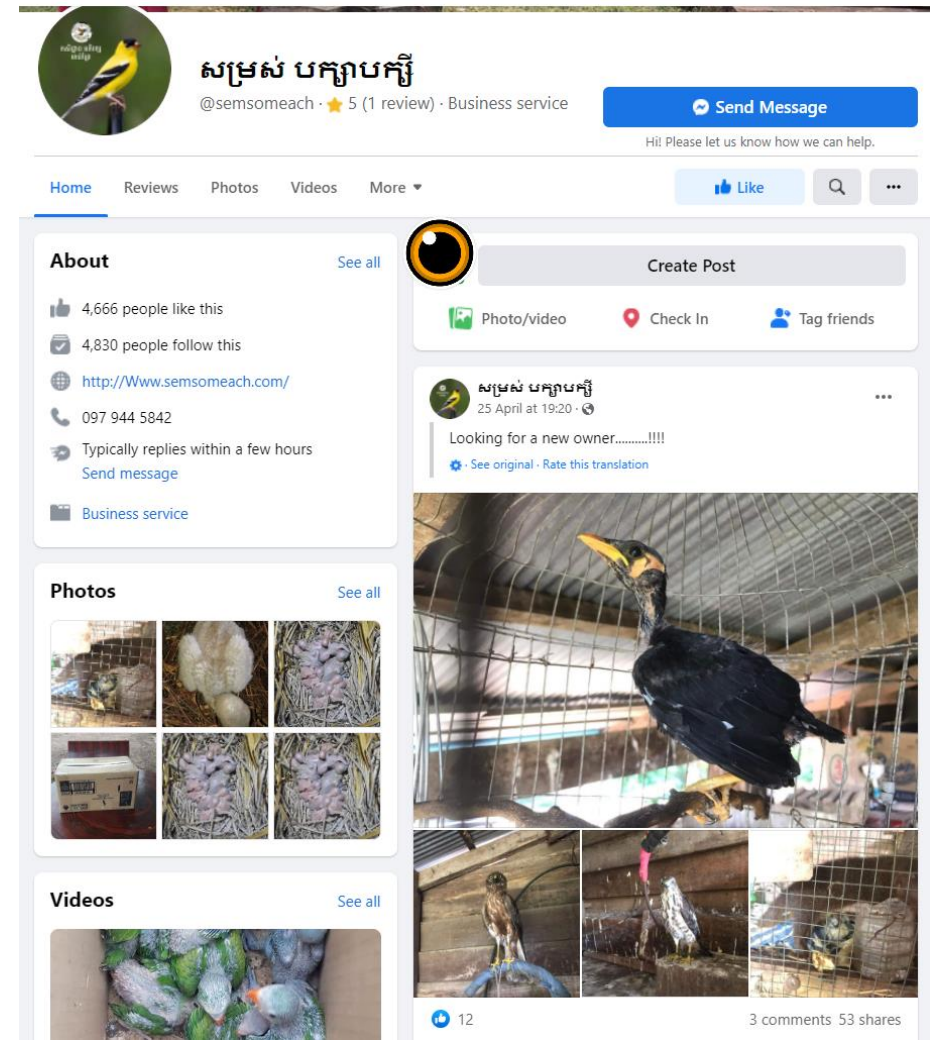 សម្រស់ បក្សាបក្សី
@semsomeach · 5 (1 review) · Business service
Send Message
Hi! Please let us know how we can help.
Home Reviews Photos Videos More
Like
About
See all
4,666 people like this
4,830 people follow this
http://Www.semsomeach.com/
097 944 5842
Typically replies within a few hours
Send message
Business service
Photos
See all
Videos
See all
Create Post
Photo/video Check In Tag friends
សម្រស់ បក្សាបក្សី
25 April at 19:20 ·
Looking for a new owner..........!!!!
· See original · Rate this translation
12
3 comments 53 shares